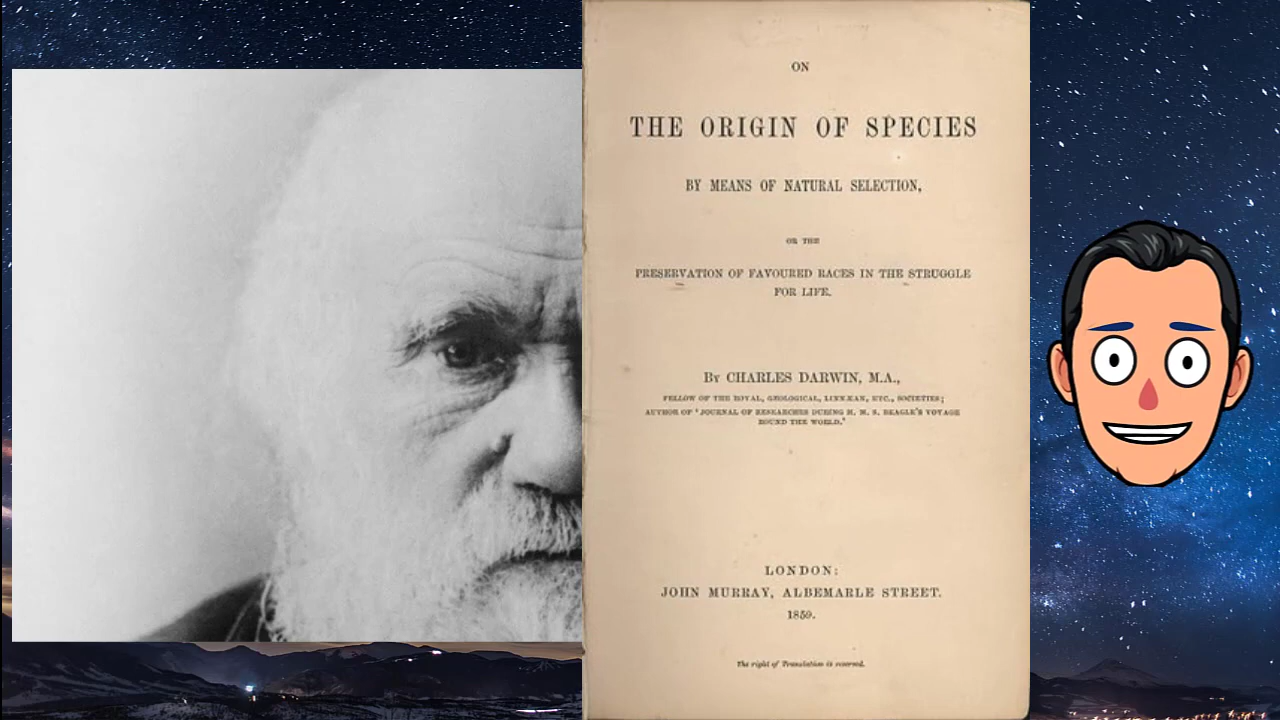 ON
THE ORIGIN OF SPECIES
BY MEANS OF NATURAL SELECTION,
OR THE
PRESERVATION OF FAVOURED RACES IN THE STRUGGLE
FOR LIFE.
By CHARLES DARWIN, M.A.,
FELLOW OF THE ROYAL, GEOLOGICAL, LINNÆAN, ETC., SOCIETIES;
AUTHOR OF 'JOURNAL OF RESEARCHES DURING H. M. S. BEAGLE'S VOYAGE
ROUND THE WORLD.'
LONDON:
JOHN MURRAY, ALBEMARLE STREET.
1859.
The right of Translation is reserved.